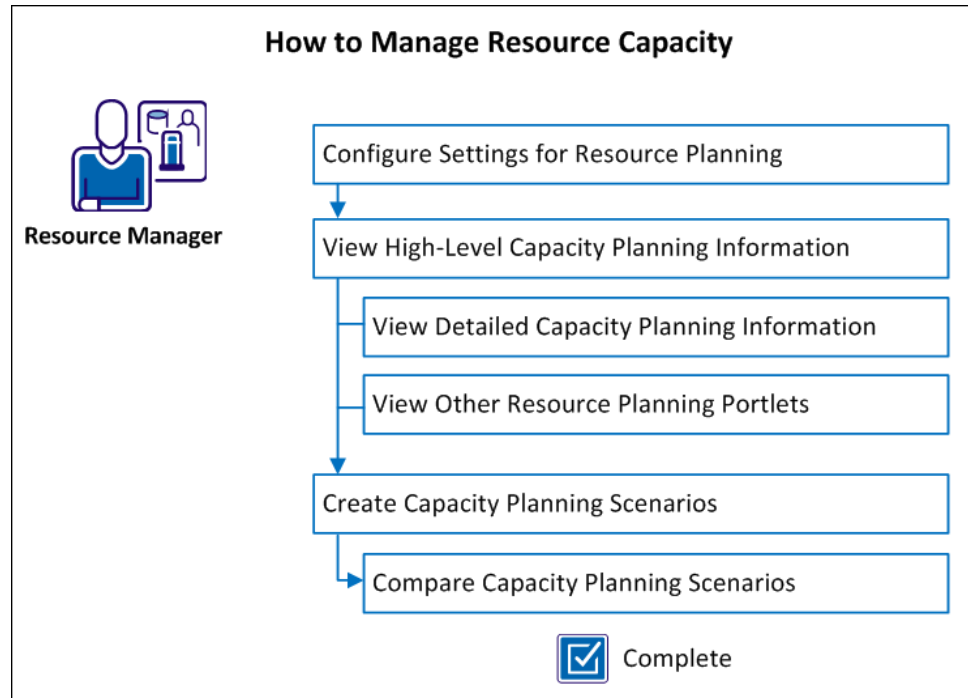 How to Manage Resource Capacity
Resource Manager
Configure Settings for Resource Planning
View High-Level Capacity Planning Information
View Detailed Capacity Planning Information
View Other Resource Planning Portlets
Create Capacity Planning Scenarios
Compare Capacity Planning Scenarios
Complete